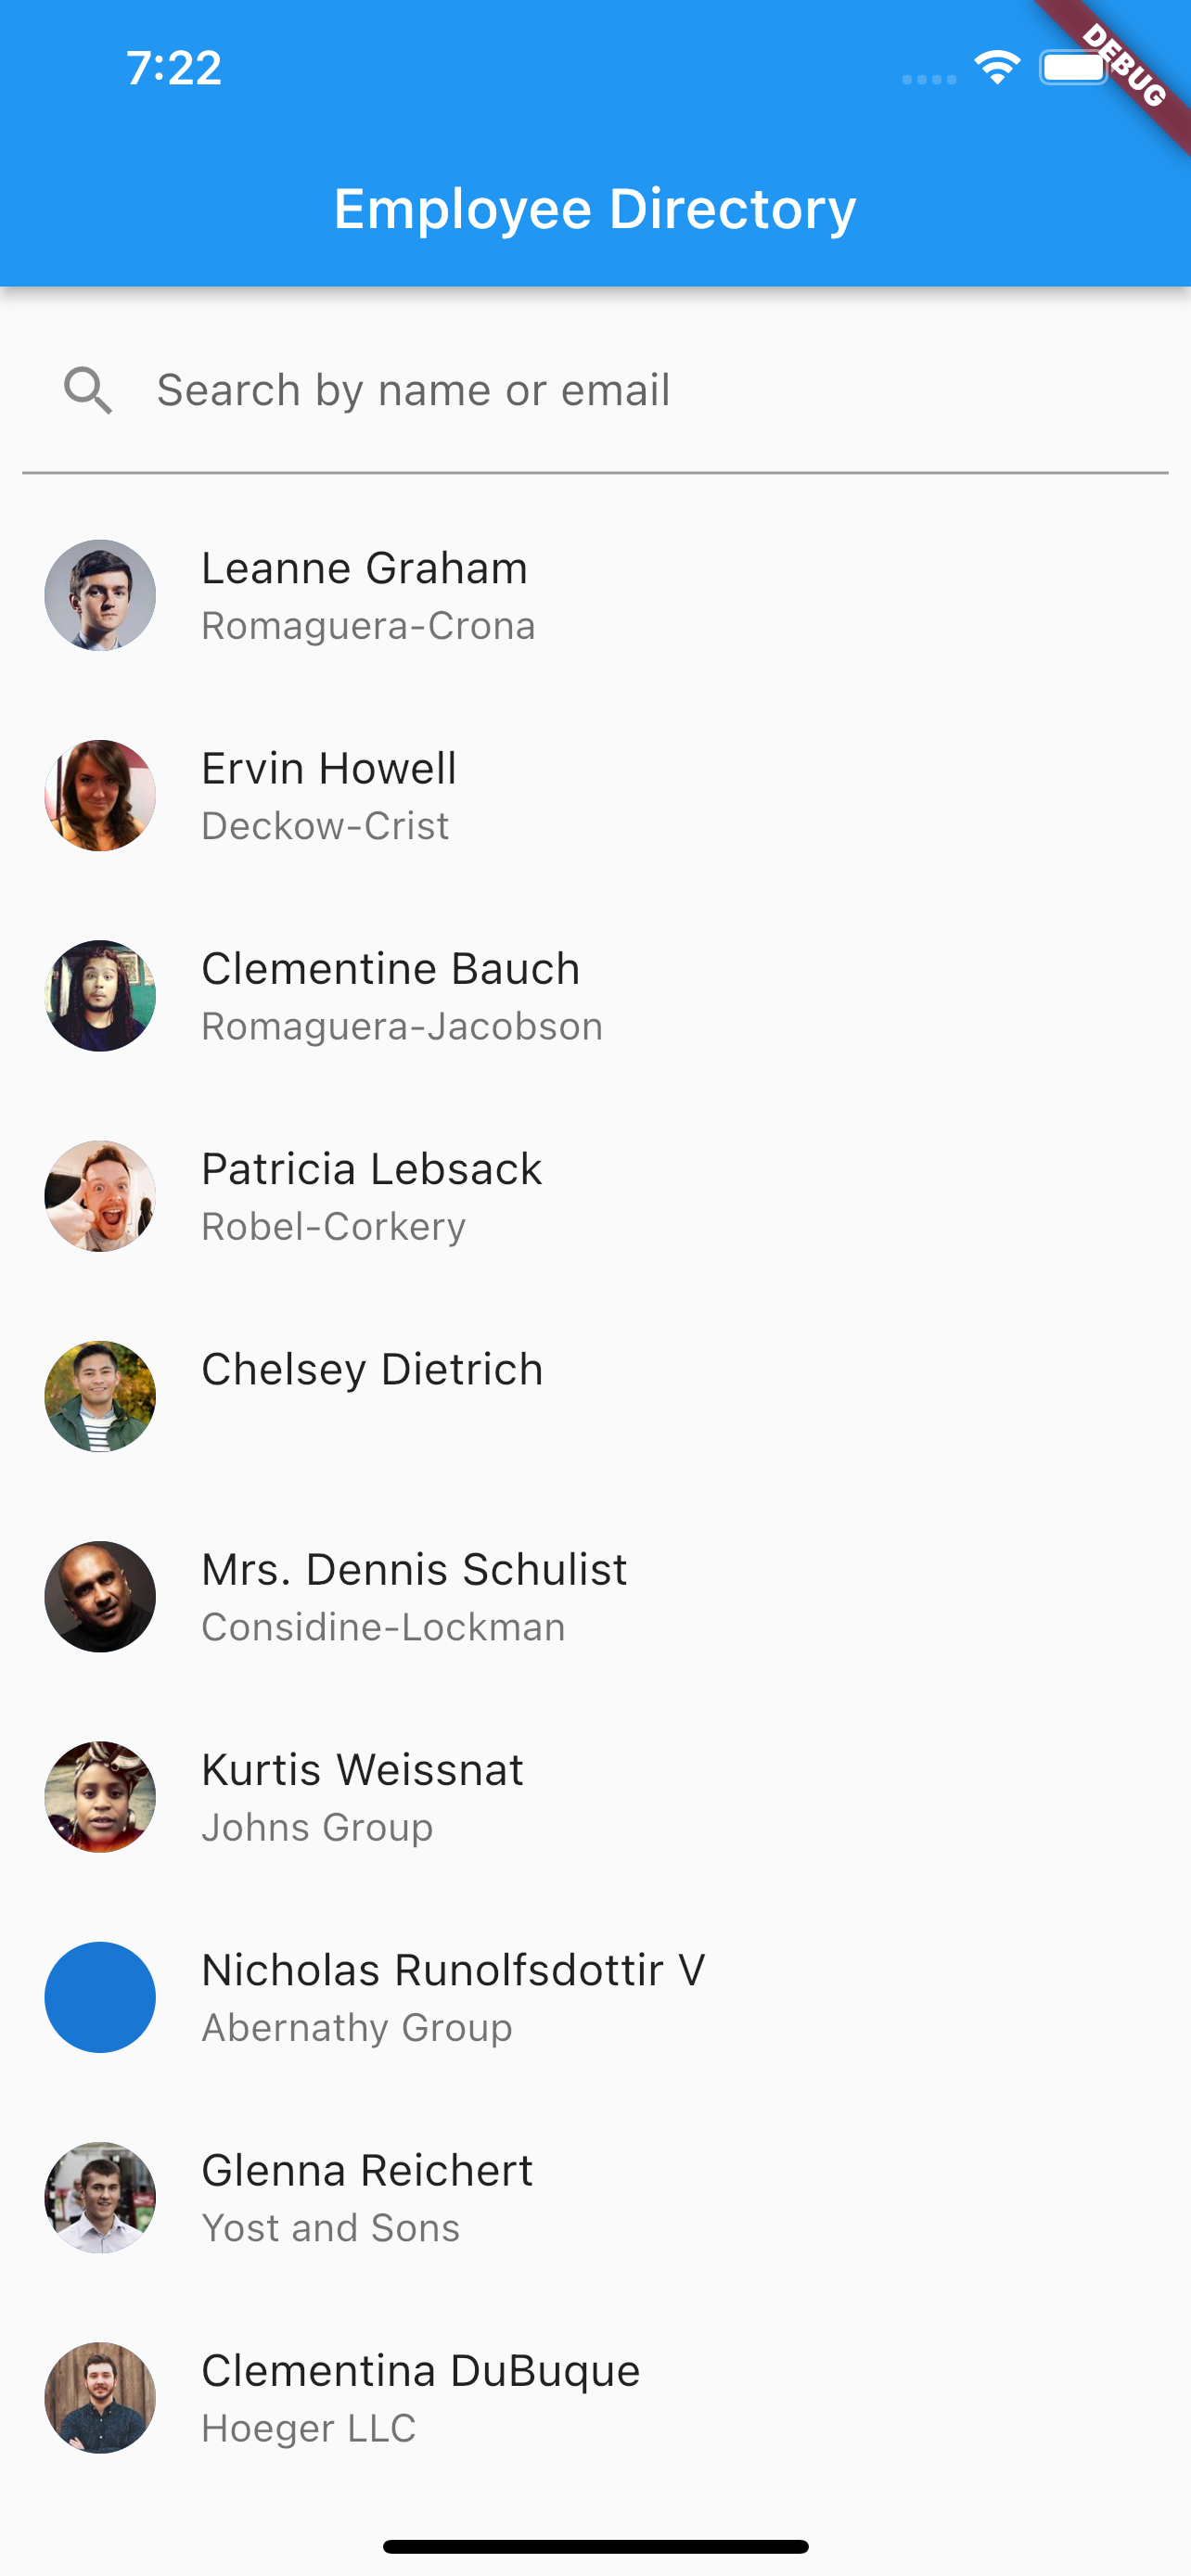 7:22
DEBUG
Employee Directory
Search by name or email
Leanne Graham
Romaguera-Crona
Ervin Howell
Deckow-Crist
Clementine Bauch
Romaguera-Jacobson
Patricia Lebsack
Robel-Corkery
Chelsey Dietrich
Mrs. Dennis Schulist
Considine-Lockman
Kurtis Weissnat
Johns Group
Nicholas Runolfsdottir V
Abernathy Group
Glenna Reichert
Yost and Sons
Clementina DuBuque
Hoeger LLC